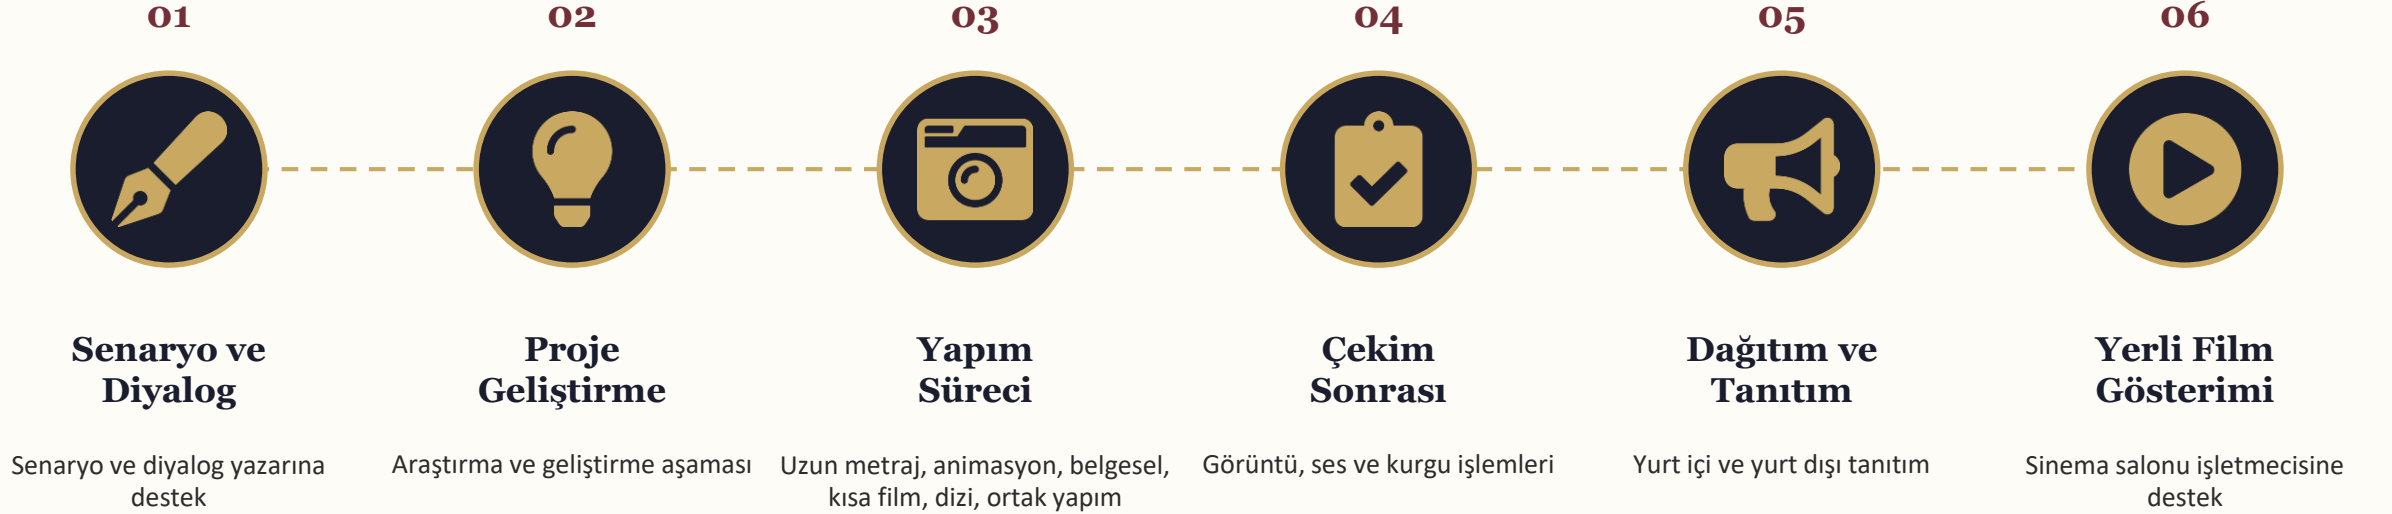 01
Senaryo ve
Diyalog
Senaryo ve diyalog yazarına
destek
02
Proje
Geliştirme
Araştırma ve geliştirme aşaması
03
Yapım
Süreci
Uzun metraj, animasyon, belgesel,
kısa film, dizi, ortak yapım
04
Çekim
Sonrası
Görüntü, ses ve kurgu işlemleri
05
Dağıtım ve
Tanıtım
Yurt içi ve yurt dışı tanıtım
06
Yerli Film
Gösterimi
Sinema salonu işletmecisine
destek